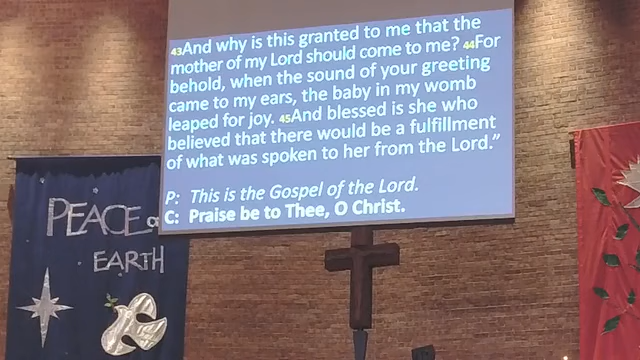 43And why is this granted to me that the
mother of my Lord should come to me? 44For
behold, when the sound of your greeting
came to my ears, the baby in my womb
leaped for joy. 45And blessed is she who
believed that there would be a fulfillment
of what was spoken to her from the Lord.”
P: This is the Gospel of the Lord.
C: Praise be to Thee, O Christ.
PEACE
EARTH